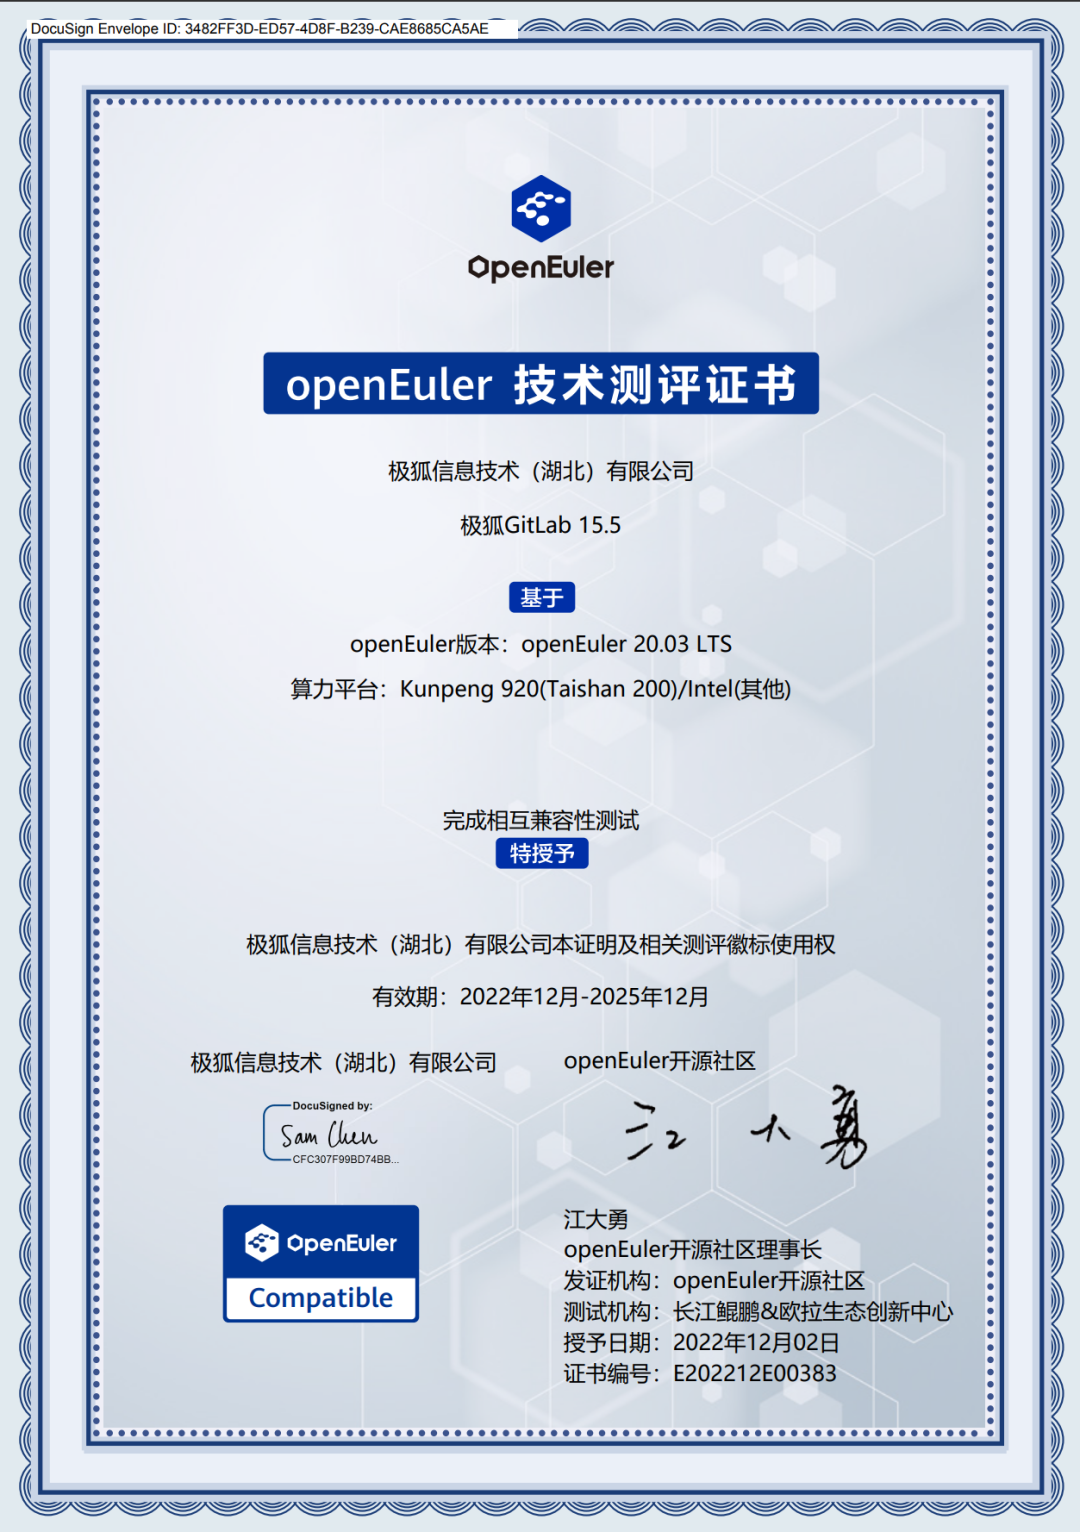 DocuSign Envelope ID: 3482FF3D-ED57-4D8F-B239-CAE8685CA5AE
OpenEuler
openEuler 技术测评证书
极狐信息技术（湖北）有限公司
极狐GitLab 15.5
基于
openEuler版本：openEuler 20.03 LTS
算力平台：Kunpeng 920(Taishan 200)/Intel(其他)
完成相互兼容性测试
特授予
极狐信息技术（湖北）有限公司本证明及相关测评徽标使用权
有效期：2022年12月-2025年12月
极狐信息技术（湖北）有限公司
DocuSigned by:
Sam Chen
CFC307F99BD74BB...
OpenEuler
Compatible
openEuler开源社区
江大勇
江大勇
openEuler开源社区理事长
发证机构：openEuler开源社区
测试机构：长江鲲鹏&欧拉生态创新中心
授予日期：2022年12月02日
证书编号：E202212E00383